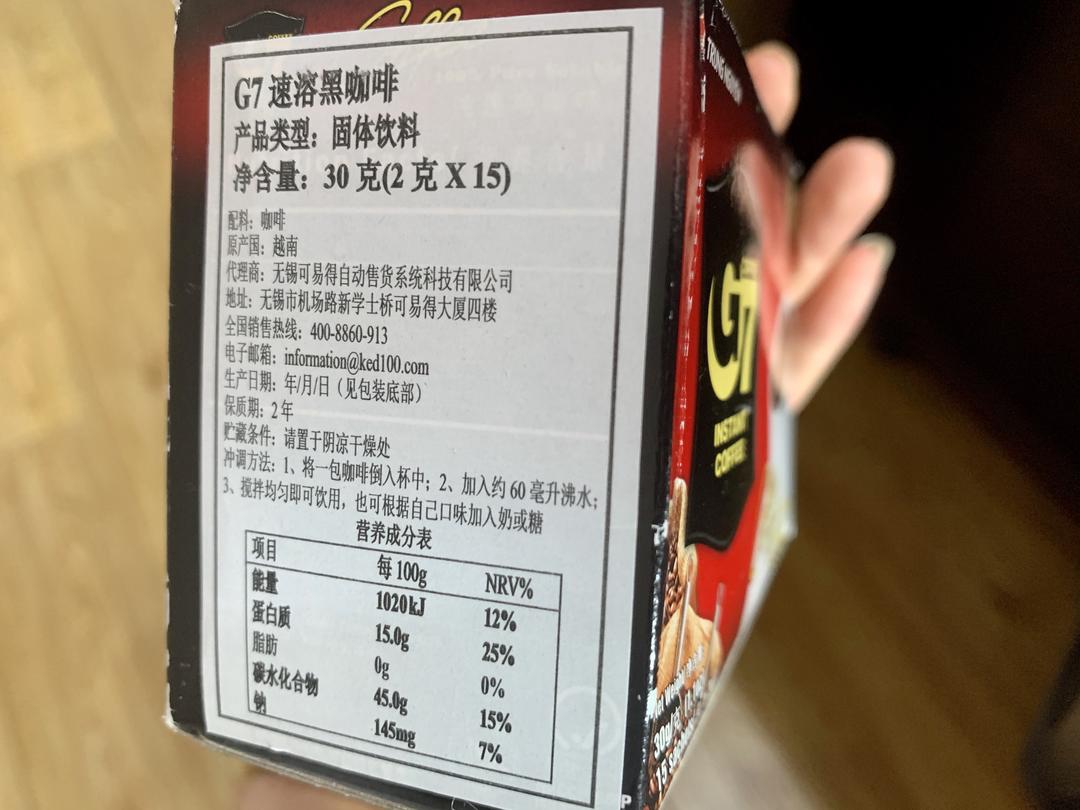 G7 速溶黑咖啡
产品类型：固体饮料
净含量：30 克(2 克 X 15)
配料：咖啡
原产国：越南
代理商：无锡可易得自动售货系统科技有限公司
地址：无锡市机场路新学士桥可易得大厦四楼
全国销售热线：400-8860-913
电子邮箱：information@ked100.com
生产日期：年/月/日（见包装底部）
保质期：2 年
贮藏条件：请置于阴凉干燥处
冲调方法：1、将一包咖啡倒入杯中；2、加入约 60 毫升沸水；
3、搅拌均匀即可饮用，也可根据自己口味加入奶或糖
营养成分表
项目 每 100g NRV%
能量 1020kJ 12%
蛋白质 15.0g 25%
脂肪 0g 0%
碳水化合物 45.0g 15%
钠 145mg 7%
G7
INSTANT
COFFEE